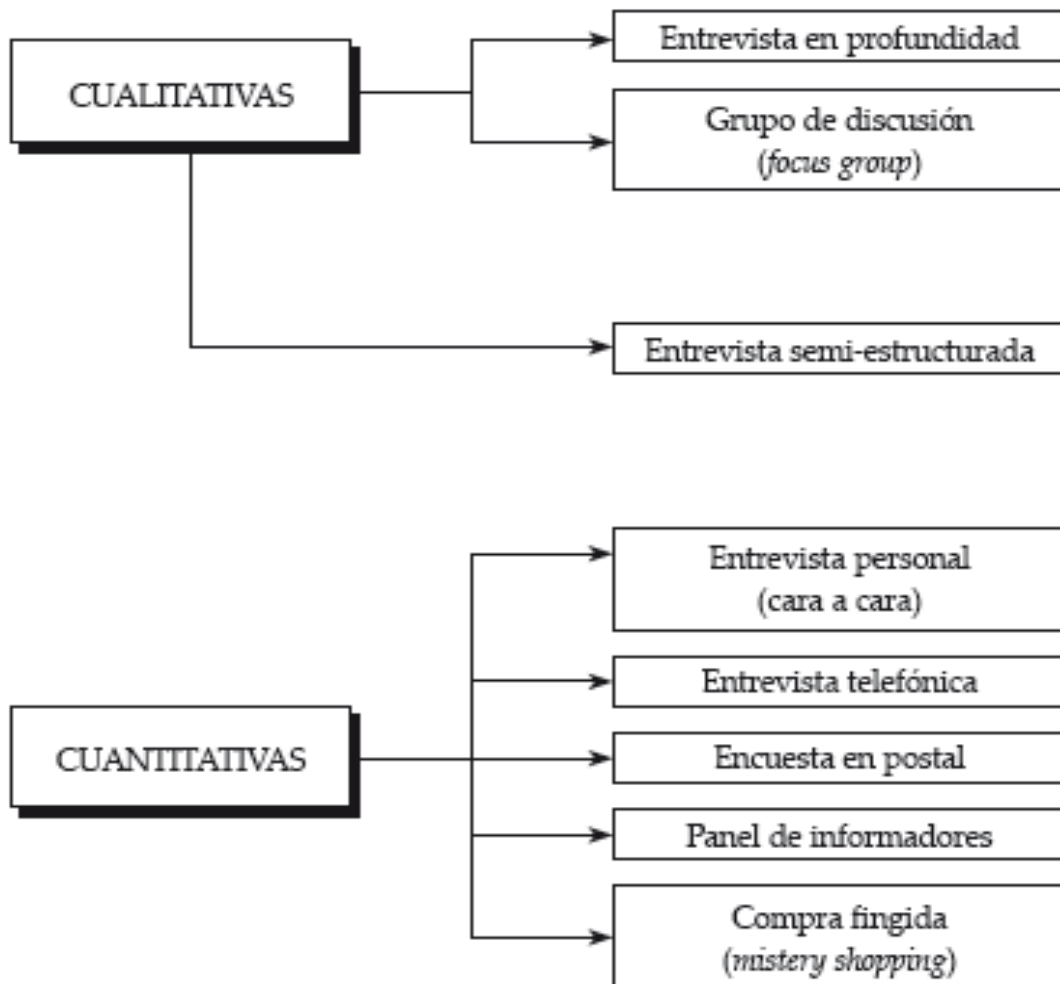 CUALITATIVAS
Entrevista en profundidad
Grupo de discusión
(focus group)
Entrevista semi-estructurada
CUANTITATIVAS
Entrevista personal
(cara a cara)
Entrevista telefónica
Encuesta en postal
Panel de informadores
Compra fingida
(mistery shopping)